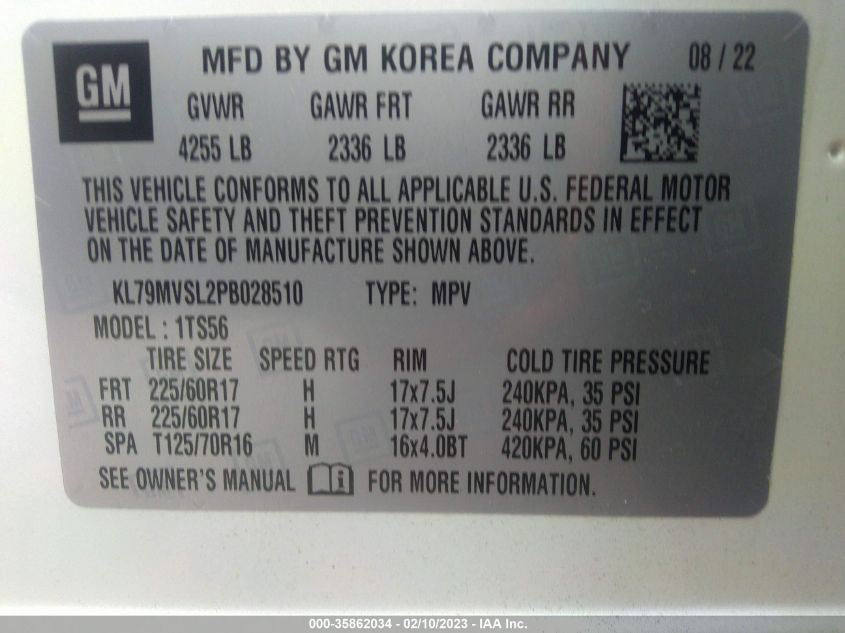 GM
MFD BY GM KOREA COMPANY 08 / 22
GVWR GAWR FRT GAWR RR
4255 LB 2336 LB 2336 LB
THIS VEHICLE CONFORMS TO ALL APPLICABLE U.S. FEDERAL MOTOR
VEHICLE SAFETY AND THEFT PREVENTION STANDARDS IN EFFECT
ON THE DATE OF MANUFACTURE SHOWN ABOVE.
KL79MVSL2PB028510 TYPE: MPV
MODEL : 1TS56
TIRE SIZE SPEED RTG RIM COLD TIRE PRESSURE
FRT 225/60R17 H 17x7.5J 240KPA, 35 PSI
RR 225/60R17 H 17x7.5J 240KPA, 35 PSI
SPA T125/70R16 M 16x4.0BT 420KPA, 60 PSI
SEE OWNER'S MANUAL i FOR MORE INFORMATION.
000-35862034 - 02/10/2023 - IAA Inc.